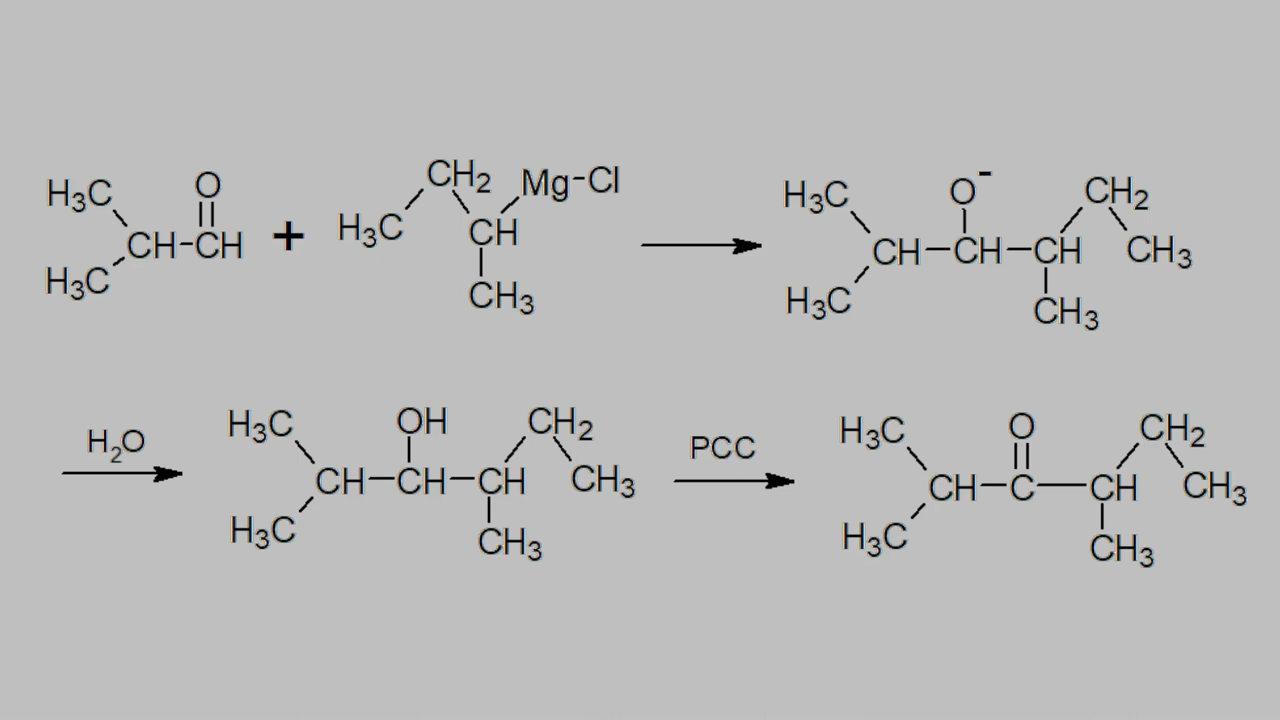 H₃C O CH₂ Mg-Cl H₃C O⁻ CH₂
CH-CH + H₃C CH CH-CH-CH CH₃
H₃C CH₃ H₃C CH₃
H₂O H₃C OH CH₂ PCC H₃C O CH₂
CH-CH-CH CH₃ CH-C-CH CH₃
H₃C CH₃ H₃C CH₃